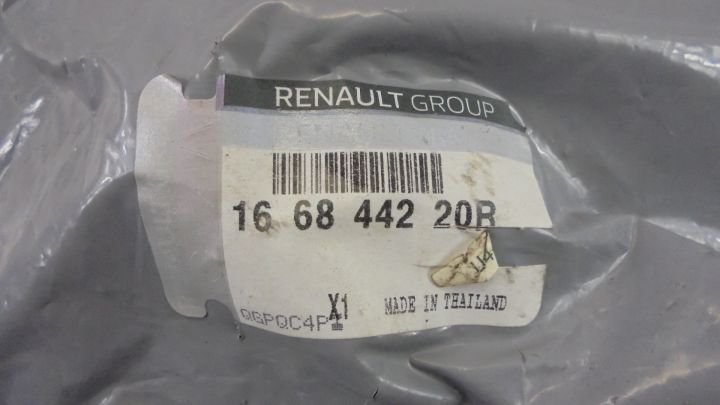 RENAULT GROUP
16 68 442 20R
X1
MADE IN THAILAND